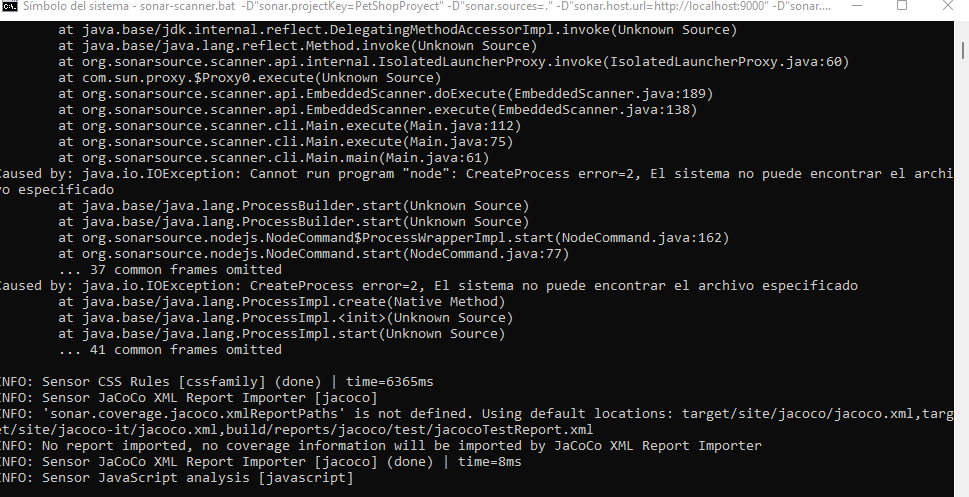 Símbolo del sistema - sonar-scanner.bat -D"sonar.projectKey=PetShopProyect" -D"sonar.sources=." -D"sonar.host.url=http://localhost:9000" -D"sonar....
at java.base/jdk.internal.reflect.DelegatingMethodAccessorImpl.invoke(Unknown Source)
at java.base/java.lang.reflect.Method.invoke(Unknown Source)
at org.sonarsource.scanner.api.internal.IsolatedLauncherProxy.invoke(IsolatedLauncherProxy.java:60)
at com.sun.proxy.$Proxy0.execute(Unknown Source)
at org.sonarsource.scanner.api.EmbeddedScanner.doExecute(EmbeddedScanner.java:189)
at org.sonarsource.scanner.api.EmbeddedScanner.execute(EmbeddedScanner.java:138)
at org.sonarsource.scanner.cli.Main.execute(Main.java:112)
at org.sonarsource.scanner.cli.Main.execute(Main.java:75)
at org.sonarsource.scanner.cli.Main.main(Main.java:61)
Caused by: java.io.IOException: Cannot run program "node": CreateProcess error=2, El sistema no puede encontrar el archi
vo especificado
at java.base/java.lang.ProcessBuilder.start(Unknown Source)
at java.base/java.lang.ProcessBuilder.start(Unknown Source)
at org.sonarsource.nodejs.NodeCommand$ProcessWrapperImpl.start(NodeCommand.java:162)
at org.sonarsource.nodejs.NodeCommand.start(NodeCommand.java:77)
... 37 common frames omitted
Caused by: java.io.IOException: CreateProcess error=2, El sistema no puede encontrar el archivo especificado
at java.base/java.lang.ProcessImpl.create(Native Method)
at java.base/java.lang.ProcessImpl.<init>(Unknown Source)
at java.base/java.lang.ProcessImpl.start(Unknown Source)
... 41 common frames omitted
INFO: Sensor CSS Rules [cssfamily] (done) | time=6365ms
INFO: Sensor JaCoCo XML Report Importer [jacoco]
INFO: 'sonar.coverage.jacoco.xmlReportPaths' is not defined. Using default locations: target/site/jacoco/jacoco.xml,targ
et/site/jacoco-it/jacoco.xml,build/reports/jacoco/test/jacocoTestReport.xml
INFO: No report imported, no coverage information will be imported by JaCoCo XML Report Importer
INFO: Sensor JaCoCo XML Report Importer [jacoco] (done) | time=8ms
INFO: Sensor JavaScript analysis [javascript]